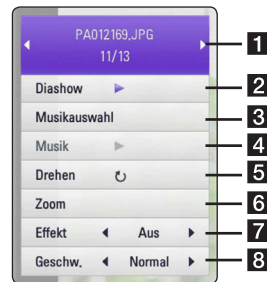 PA012169.JPG
11/13
1
Diashow
2
Musikauswahl
3
Musik
4
Drehen
5
Zoom
6
Effekt Aus
7
Geschw. Normal
8